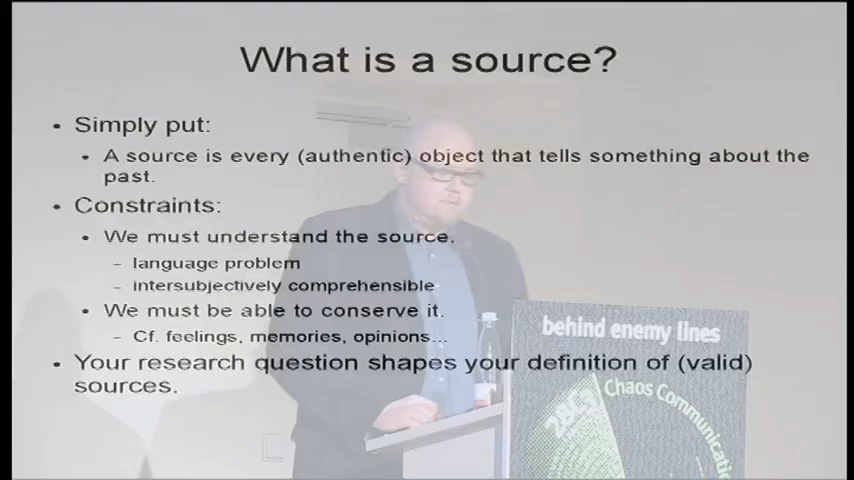 What is a source?
• Simply put:
• A source is every (authentic) object that tells something about the
past.
• Constraints:
• We must understand the source.
– language problem
– intersubjectively comprehensible
• We must be able to conserve it.
– Cf. feelings, memories, opinions...
• Your research question shapes your definition of (valid)
sources.
behind enemy lines
28C3
Chaos Communicati